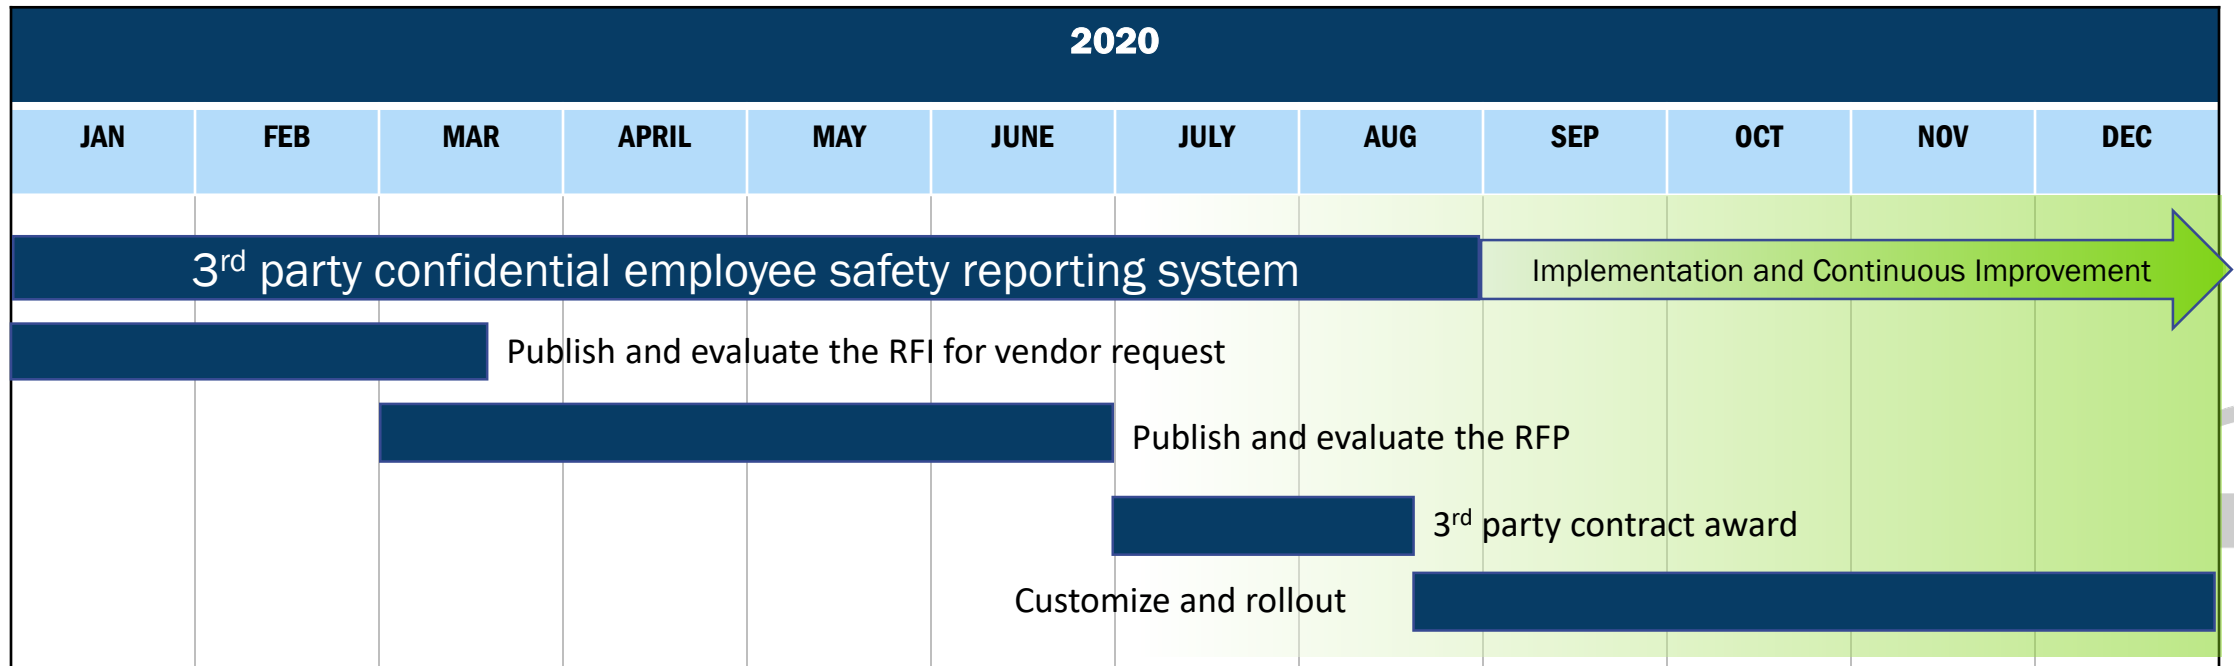 2020
JAN FEB MAR APRIL MAY JUNE JULY AUG SEP OCT NOV DEC
3rd party confidential employee safety reporting system
Implementation and Continuous Improvement
Publish and evaluate the RFI for vendor request
Publish and evaluate the RFP
3rd party contract award
Customize and rollout